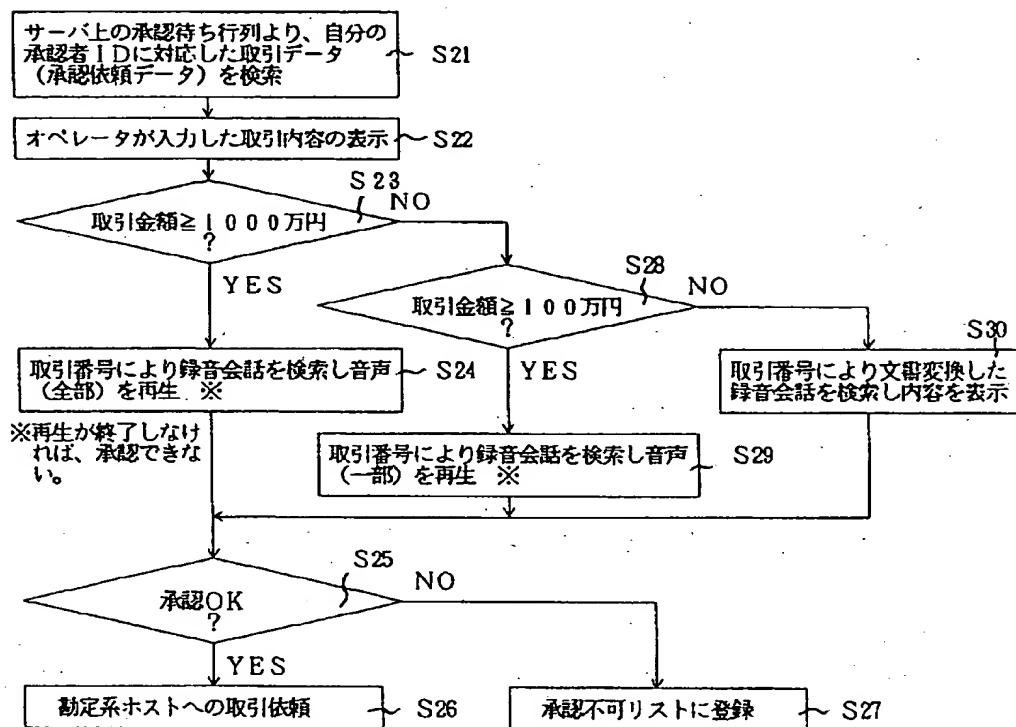 サーバ上の承認待ち行列より、自分の
承認者ＩＤに対応した取引データ
（承認依頼データ）を検索
S21
オペレータが入力した取引内容の表示
S22
S23
取引金額≧１０００万円
?
NO
YES
S28
取引金額≧１００万円
?
NO
YES
取引番号により録音会話を検索し音声
（全部）を再生 ※
S24
S30
取引番号により文書変換した
録音会話を検索し内容を表示
※再生が終了しなけ
れば、承認できな
い。
取引番号により録音会話を検索し音声
（一部）を再生 ※
S29
S25
承認OK
?
NO
YES
勘定系ホストへの取引依頼
S26
承認不可リストに登録
S27